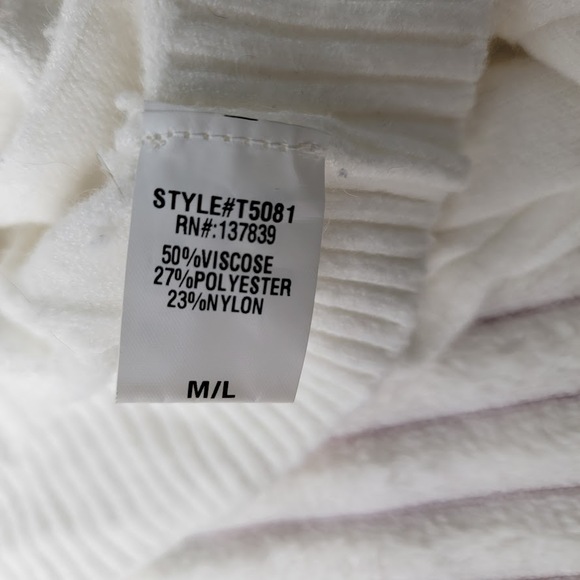 STYLE#T5081
RN#:137839
50%VISCOSE
27%POLYESTER
23%NYLON
M/L